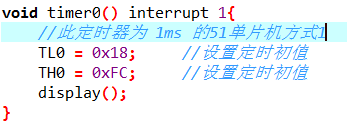 void timer0() interrupt 1{
//此定时器为 1ms 的51单片机方式1
TL0 = 0x18; //设置定时初值
TH0 = 0xFC; //设置定时初值
display();
}